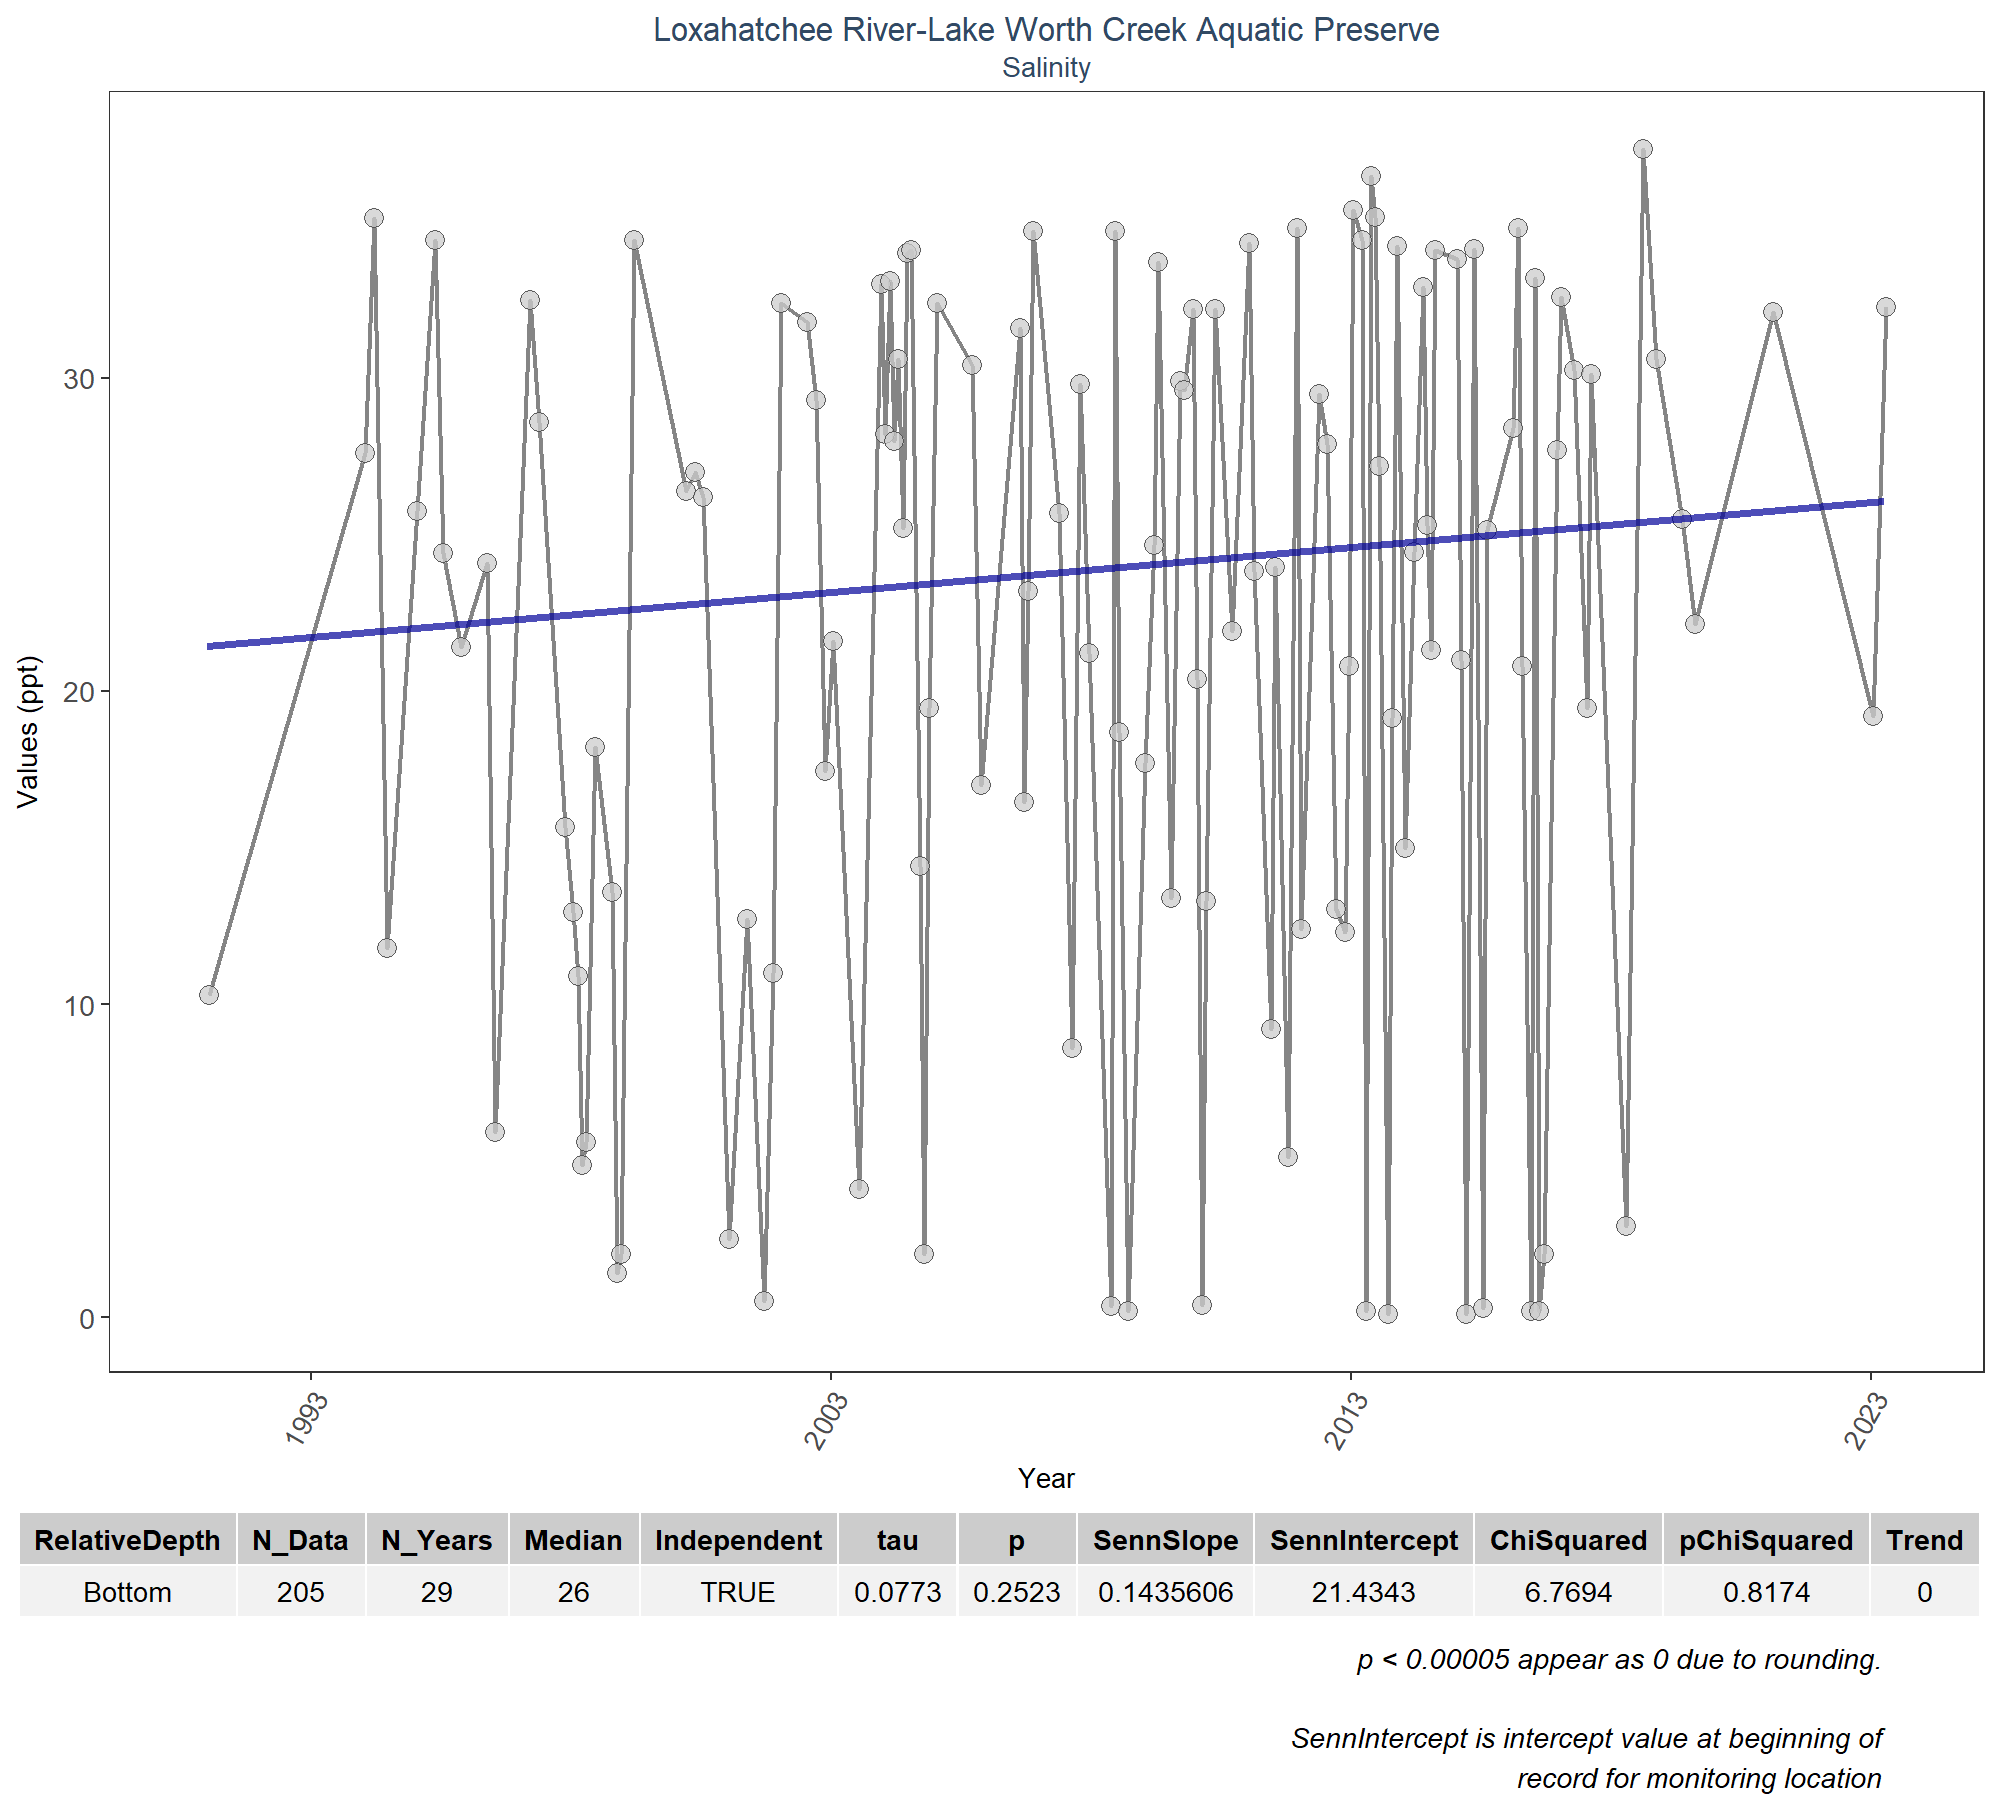 Loxahatchee River-Lake Worth Creek Aquatic Preserve
Salinity
Values (ppt)
30
20
10
0
1993 2003 2013 2023
Year
RelativeDepth N_Data N_Years Median Independent tau p SennSlope SennIntercept ChiSquared pChiSquared Trend
Bottom 205 29 26 TRUE 0.0773 0.2523 0.1435606 21.4343 6.7694 0.8174 0
p < 0.00005 appear as 0 due to rounding.
SennIntercept is intercept value at beginning of
record for monitoring location